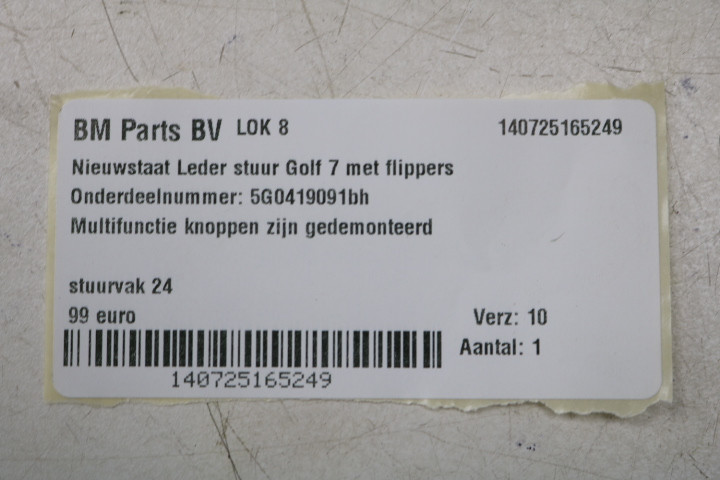 BM Parts BV LOK 8 140725165249
Nieuwstaat Leder stuur Golf 7 met flippers
Onderdeelnummer: 5G0419091bh
Multifunctie knoppen zijn gedemonteerd
stuurvak 24
99 euro Verz: 10
Aantal: 1
140725165249